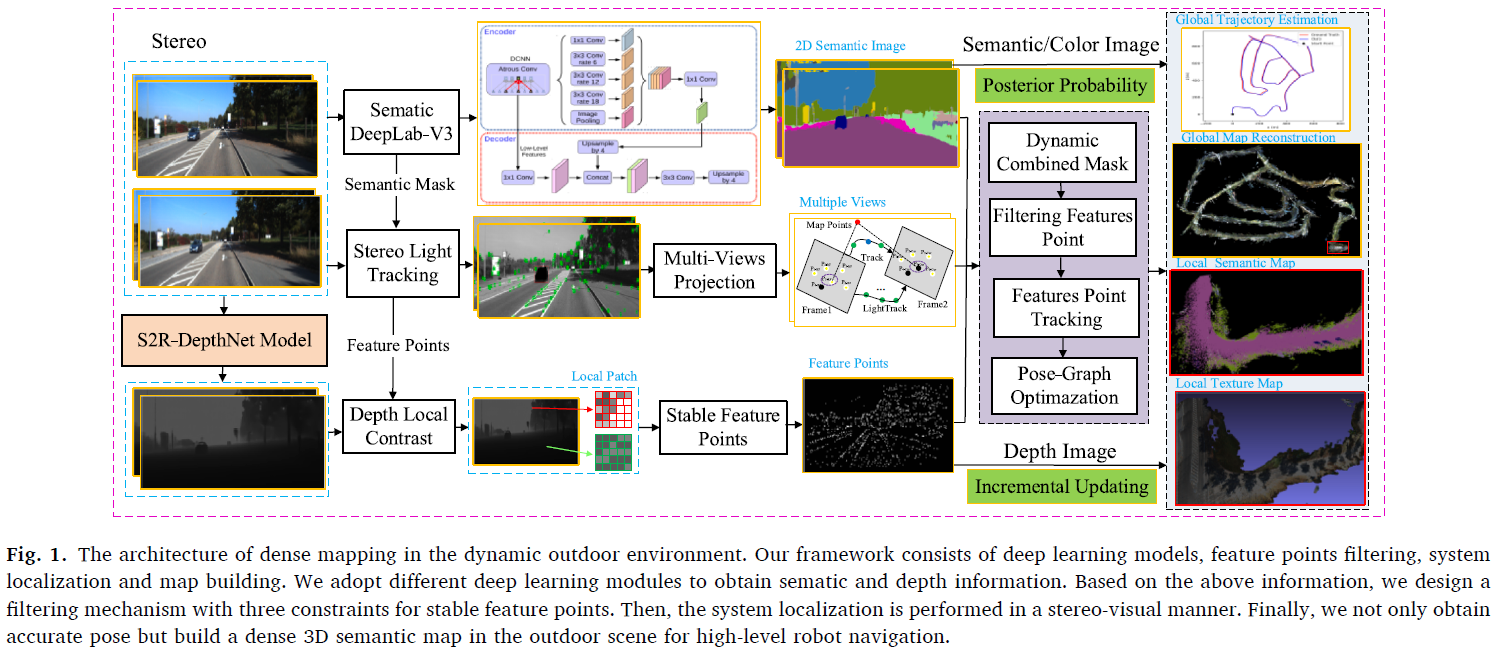 Stereo
Sematic
DeepLab-V3
Semantic Mask
Stereo Light
Tracking
Feature Points
S2R-DepthNet Model
Depth Local
Contrast
Encoder
DCNN
Atrous Conv
1x1 Conv
3x3 Conv
rate 6
3x3 Conv
rate 12
3x3 Conv
rate 18
Image
Pooling
1x1 Conv
Decoder
Low-Level
Features
Upsample
by 4
1x1 Conv
Concat
3x3 Conv
Upsample
by 4
2D Semantic Image
Multi-Views
Projection
Multiple Views
Map Points
Track
...
LightTrack
Frame1
Frame2
Local Patch
Stable Feature
Points
Feature Points
Semantic/Color Image
Posterior Probability
Dynamic
Combined Mask
Filtering Features
Point
Features Point
Tracking
Pose-Graph
Optimazation
Depth Image
Incremental Updating
Global Trajectory Estimation
Global Map Reconstruction
Local Semantic Map
Local Texture Map
Fig. 1. The architecture of dense mapping in the dynamic outdoor environment. Our framework consists of deep learning models, feature points filtering, system
localization and map building. We adopt different deep learning modules to obtain sematic and depth information. Based on the above information, we design a
filtering mechanism with three constraints for stable feature points. Then, the system localization is performed in a stereo-visual manner. Finally, we not only obtain
accurate pose but build a dense 3D semantic map in the outdoor scene for high-level robot navigation.